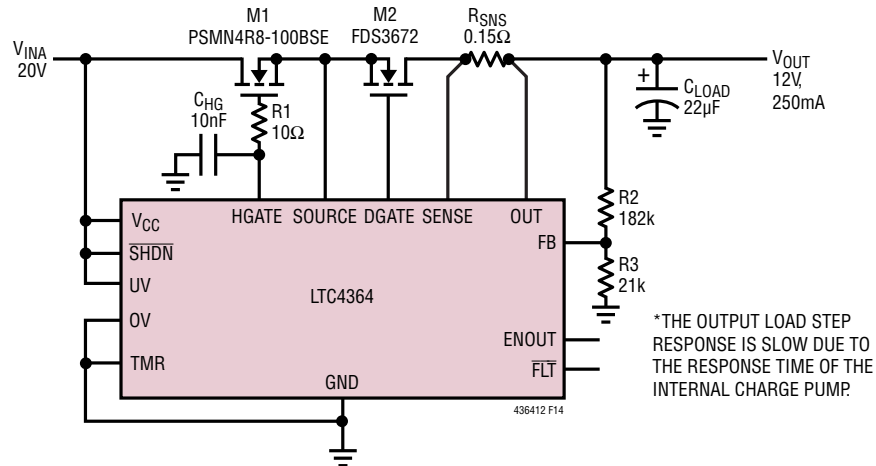 M1
PSMN4R8-100BSE
M2
FDS3672
RSNS
0.15Ω
VINA
20V
VOUT
12V,
250mA
CHG
10nF
R1
10Ω
+
CLOAD
22µF
HGATE SOURCE DGATE SENSE OUT
VCC
SHDN
UV
OV
TMR
LTC4364
GND
FB
ENOUT
FLT
R2
182k
R3
21k
*THE OUTPUT LOAD STEP
RESPONSE IS SLOW DUE TO
THE RESPONSE TIME OF THE
INTERNAL CHARGE PUMP.
436412 F14